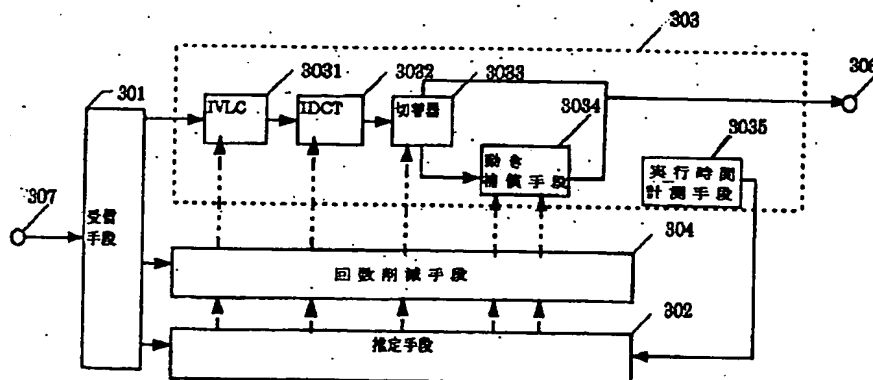 303
3031
3032
3033
306
301
IVLC
IDCT
切替器
3034
動き
補償手段
3035
実行時間
計測手段
307
受信
手段
304
回数削減手段
302
推定手段